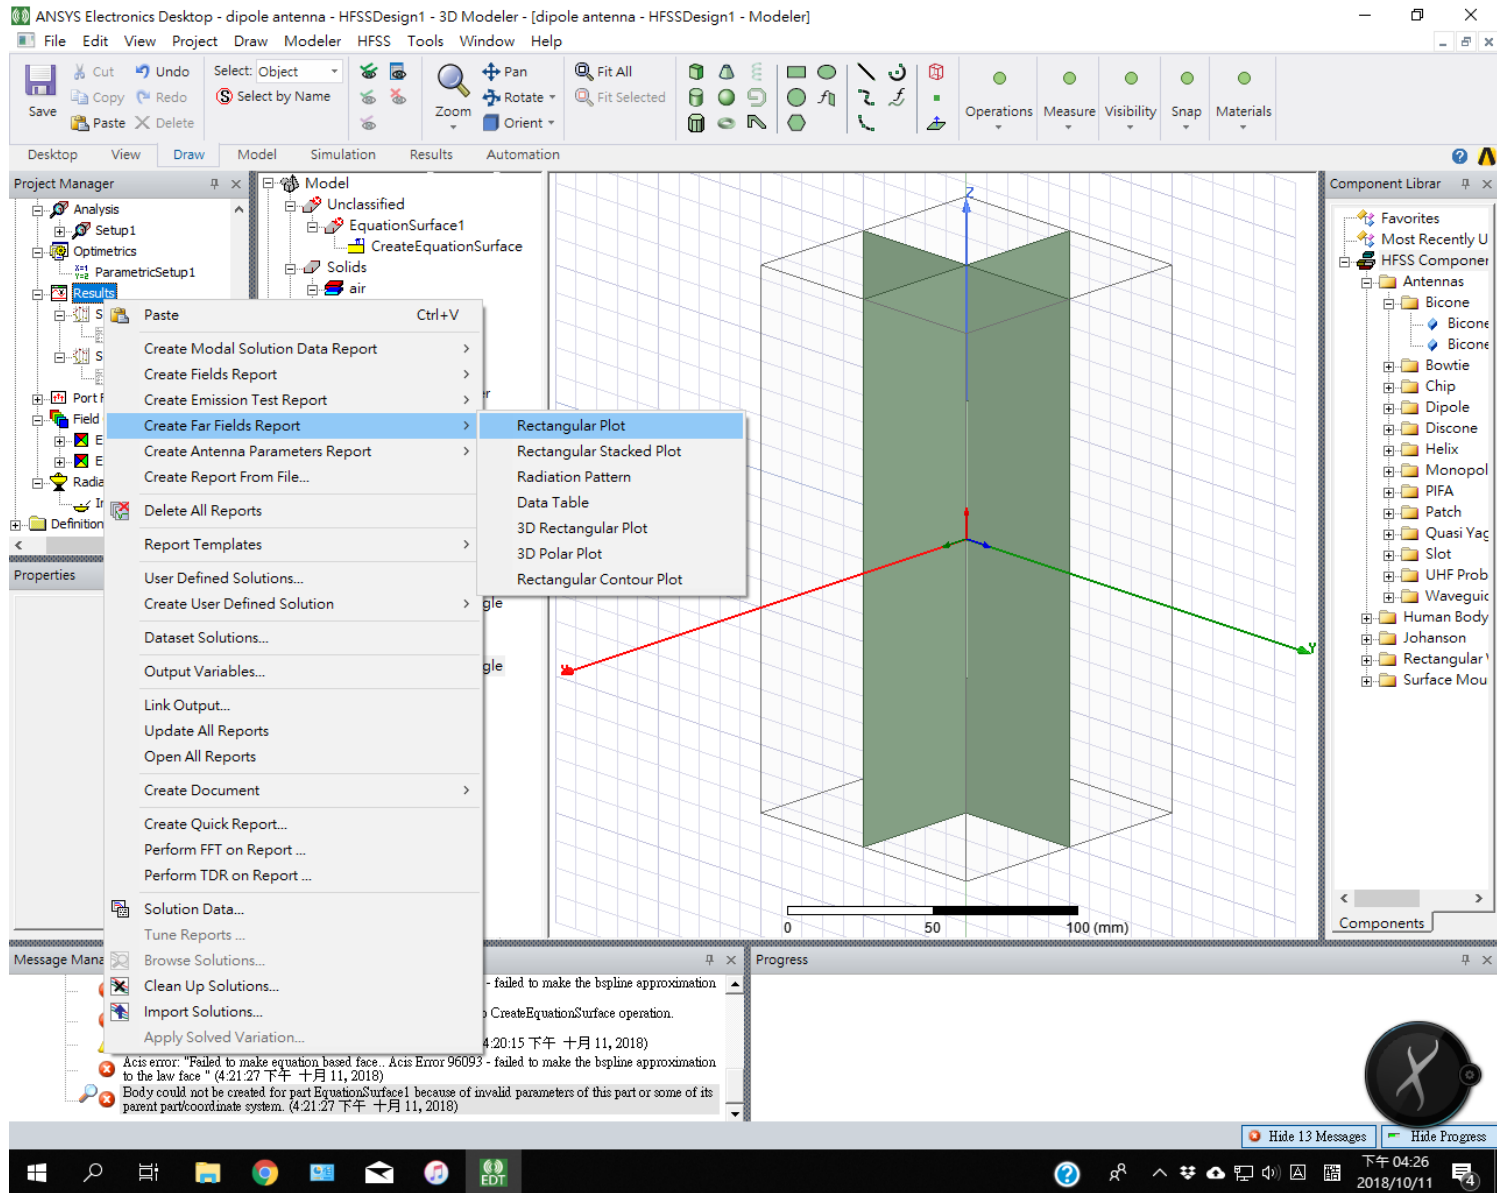 ANSYS Electronics Desktop - dipole antenna - HFSSDesign1 - 3D Modeler - [dipole antenna - HFSSDesign1 - Modeler]
File Edit View Project Draw Modeler HFSS Tools Window Help
Cut Undo Select: Object Pan Fit All
Copy Redo Select by Name Rotate Fit Selected
Save Zoom Operations Measure Visibility Snap Materials
Paste Delete Orient
Desktop View Draw Model Simulation Results Automation
Project Manager
Analysis
Setup1
Optimetrics
ParametricSetup1
Results
S
S
Port F
Field
E
E
Radia
Definition
Properties
Model
Unclassified
EquationSurface1
CreateEquationSurface
Solids
air
er
gle
gle
Paste Ctrl+V
Create Modal Solution Data Report
Create Fields Report
Create Emission Test Report
Create Far Fields Report
Create Antenna Parameters Report
Create Report From File...
Delete All Reports
Report Templates
User Defined Solutions...
Create User Defined Solution
Dataset Solutions...
Output Variables...
Link Output...
Update All Reports
Open All Reports
Create Document
Create Quick Report...
Perform FFT on Report ...
Perform TDR on Report ...
Solution Data...
Tune Reports ...
Browse Solutions...
Clean Up Solutions...
Import Solutions...
Apply Solved Variation...
Rectangular Plot
Rectangular Stacked Plot
Radiation Pattern
Data Table
3D Rectangular Plot
3D Polar Plot
Rectangular Contour Plot
Z
Y
0 50 100 (mm)
Component Librar
Favorites
Most Recently U
HFSS Componer
Antennas
Bicone
Bicone
Bicone
Bowtie
Chip
Dipole
Discone
Helix
Monopol
PIFA
Patch
Quasi Yag
Slot
UHF Prob
Waveguic
Human Body
Johanson
Rectangular
Surface Mou
Components
Message Mana
- failed to make the bspline approximation
CreateEquationSurface operation.
4:20:15 下午 十月 11, 2018)
Acis error: "Failed to make equation based face.. Acis Error 96093 - failed to make the bspline approximation
to the law face " (4:21:27 下午 十月 11, 2018)
Body could not be created for part EquationSurface1 because of invalid parameters of this part or some of its
parent part/coordinate system. (4:21:27 下午 十月 11, 2018)
Progress
Hide 13 Messages Hide Progress
EDT
下午 04:26
2018/10/11
4